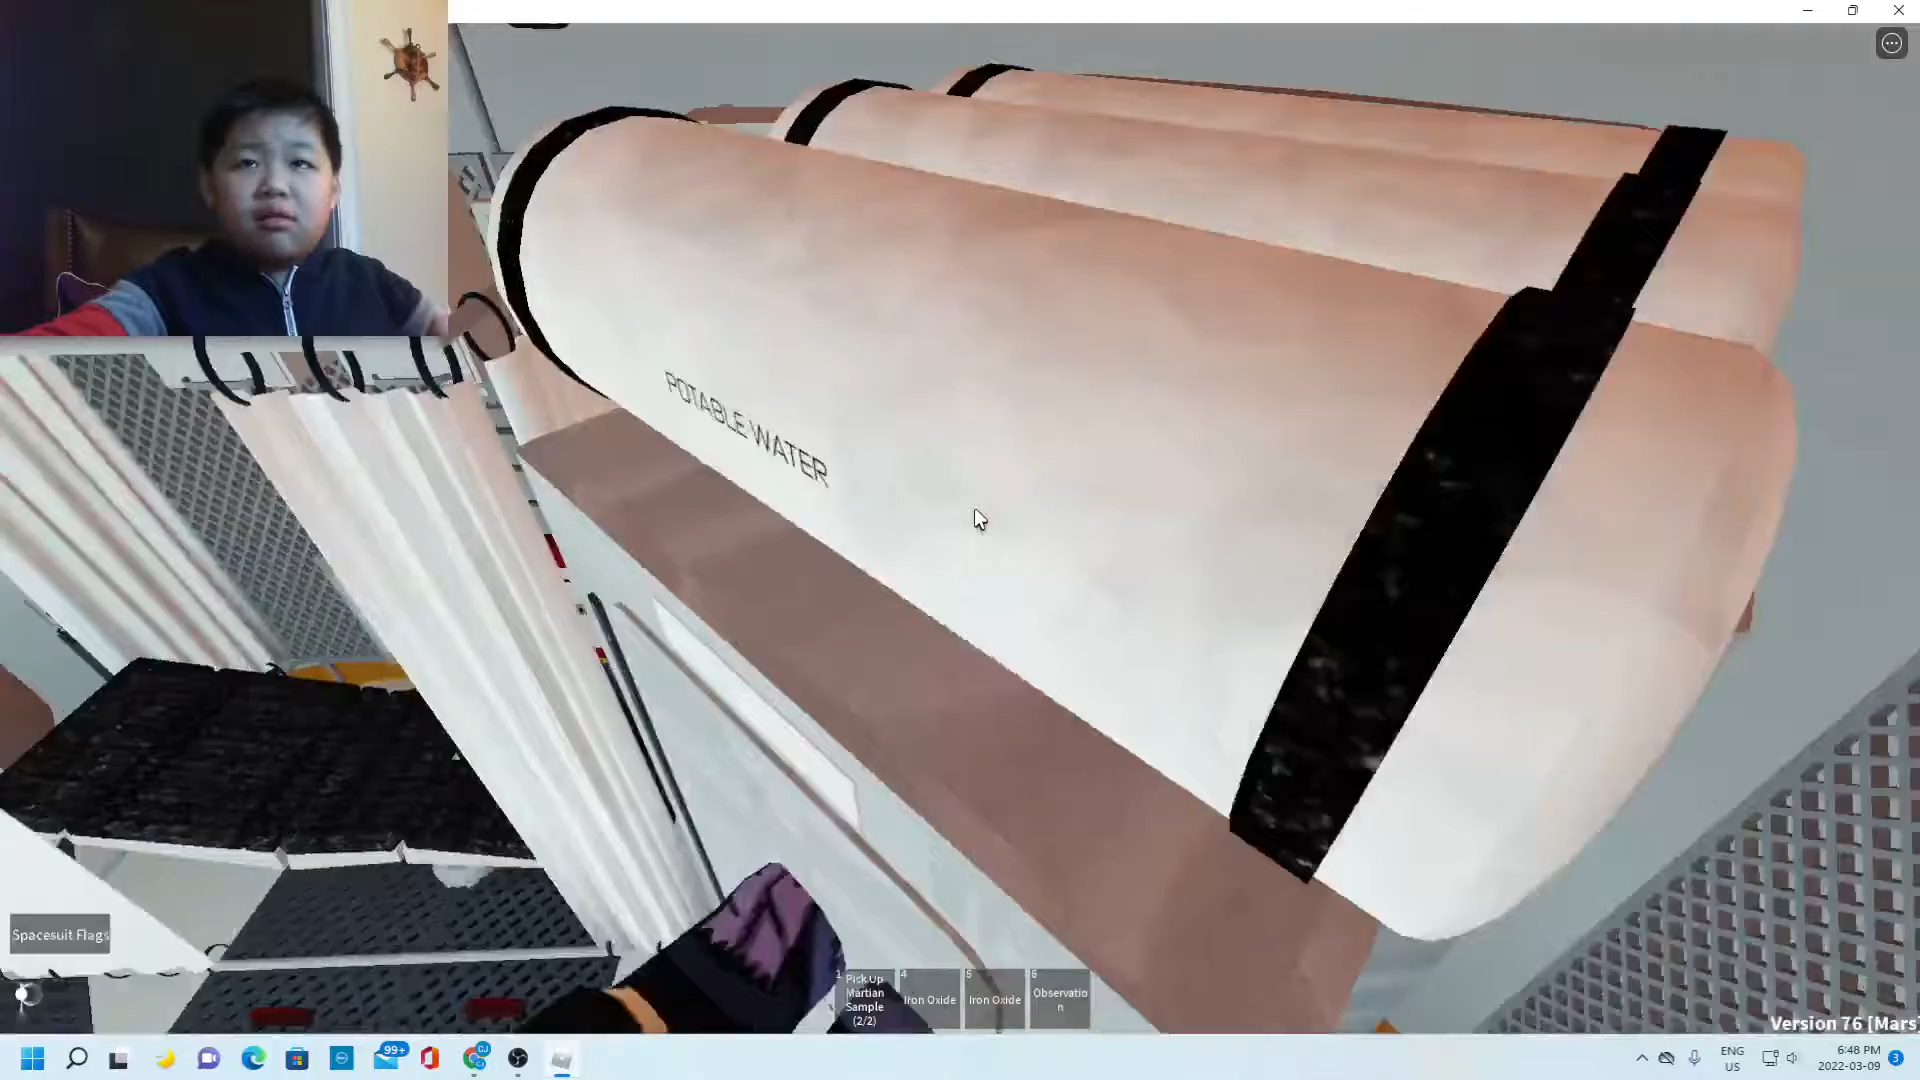 POTABLE WATER
Spacesuit Flags
1
Pick Up
Martian
Sample
(2/2)
4
Iron Oxide
5
Iron Oxide
6
Observatio
n
Version 76 [Mars]
99+
CJ
ENG
US
6:48 PM
2022-03-09
3